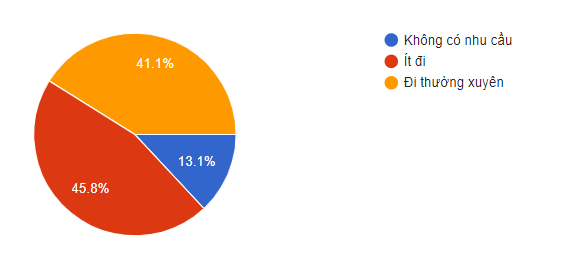 41.1%
13.1%
45.8%
Không có nhu cầu
Ít đi
Đi thường xuyên